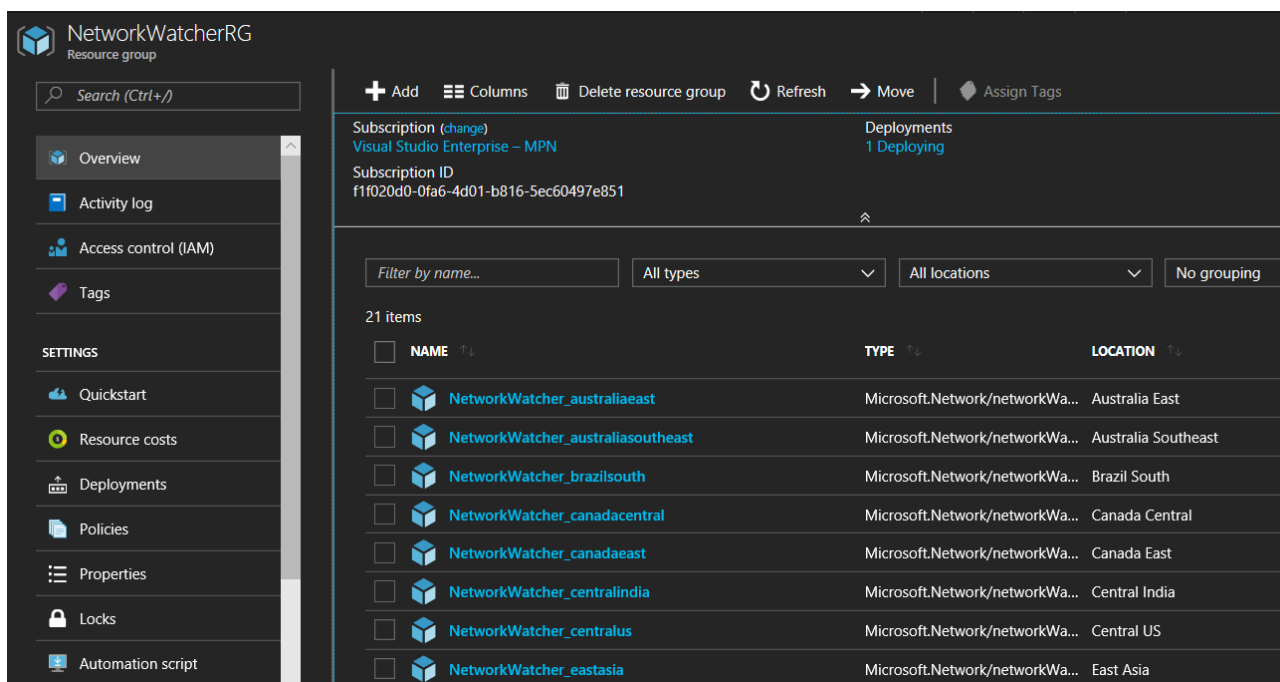 NetworkWatcherRG
Resource group
Search (Ctrl+/)
Overview
Activity log
Access control (IAM)
Tags
SETTINGS
Quickstart
Resource costs
Deployments
Policies
Properties
Locks
Automation script
Add Columns Delete resource group Refresh Move Assign Tags
Subscription (change)
Visual Studio Enterprise – MPN
Subscription ID
f1f020d0-0fa6-4d01-b816-5ec60497e851
Deployments
1 Deploying
Filter by name... All types All locations No grouping
21 items
NAME TYPE LOCATION
NetworkWatcher_australiaeast Microsoft.Network/networkWa... Australia East
NetworkWatcher_australiasoutheast Microsoft.Network/networkWa... Australia Southeast
NetworkWatcher_brazilsouth Microsoft.Network/networkWa... Brazil South
NetworkWatcher_canadacentral Microsoft.Network/networkWa... Canada Central
NetworkWatcher_canadaeast Microsoft.Network/networkWa... Canada East
NetworkWatcher_centralindia Microsoft.Network/networkWa... Central India
NetworkWatcher_centralus Microsoft.Network/networkWa... Central US
NetworkWatcher_eastasia Microsoft.Network/networkWa... East Asia